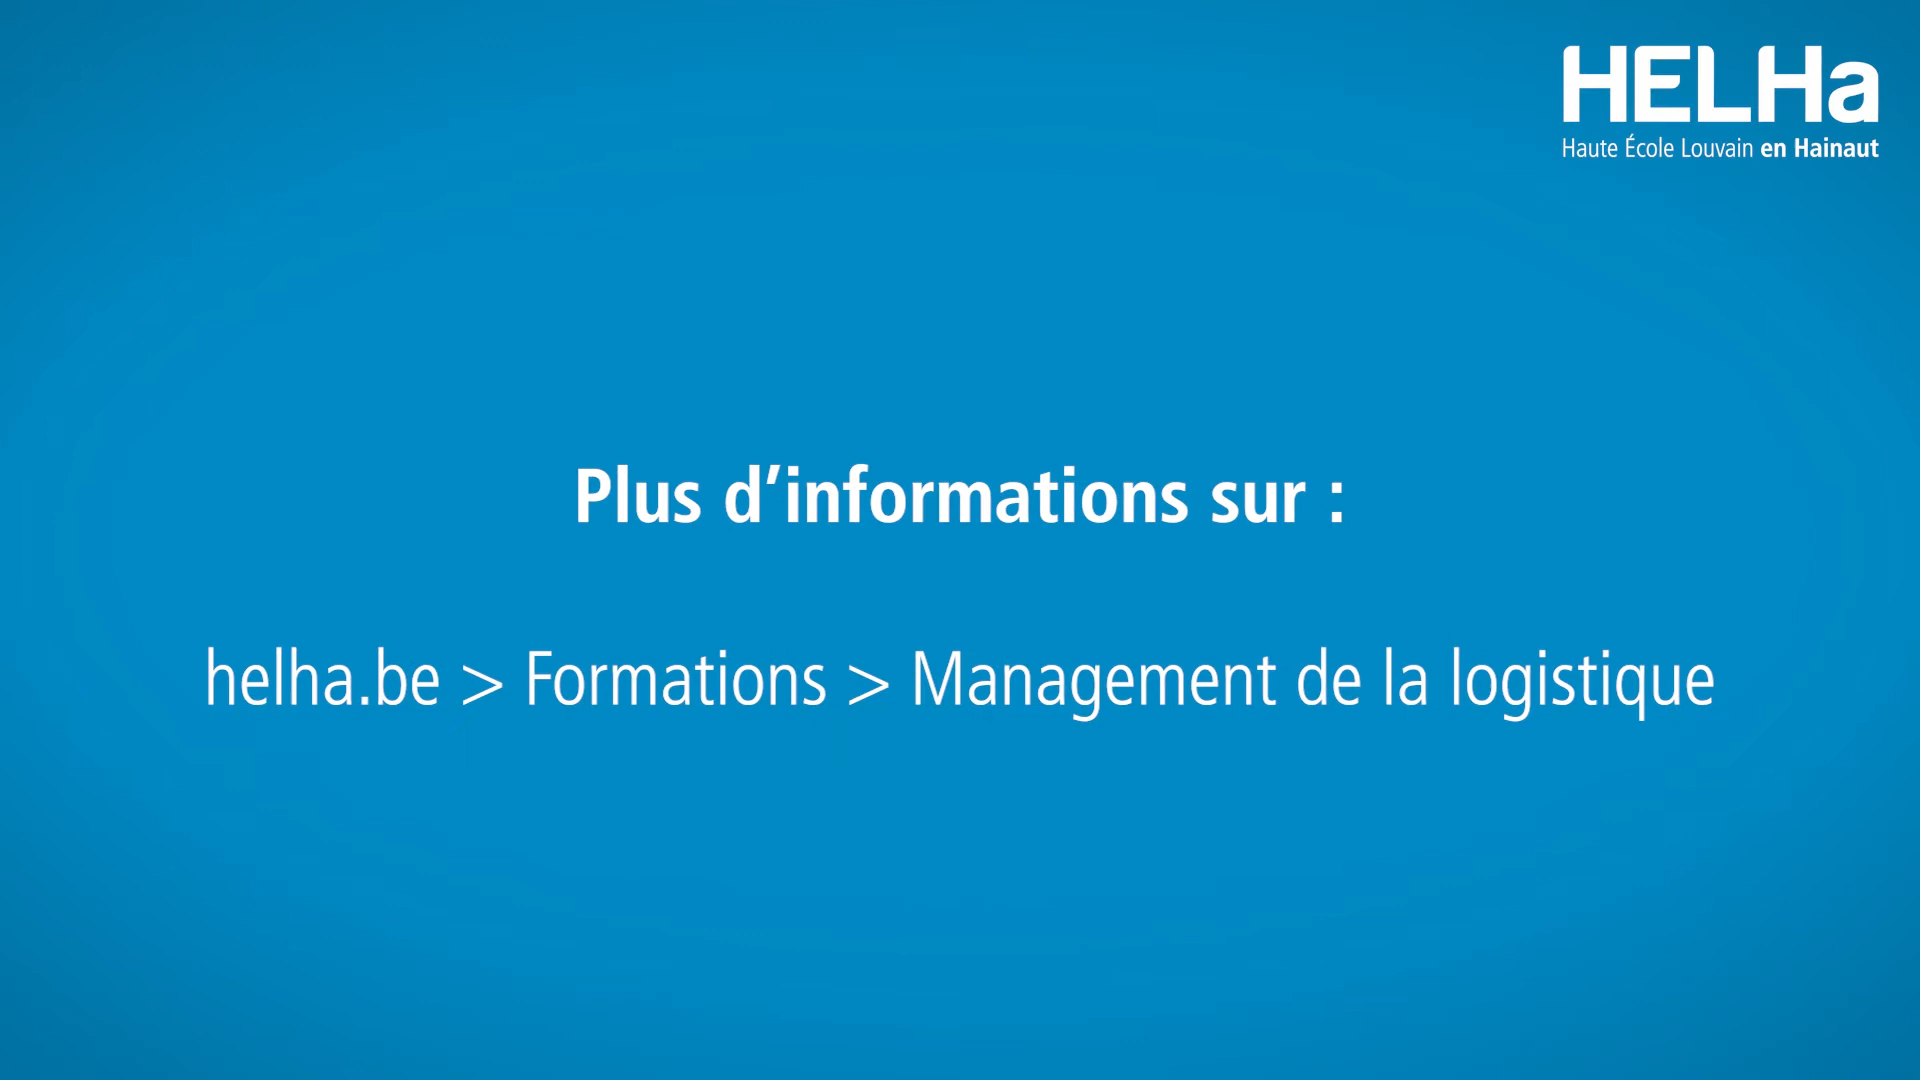 HELHa
Haute École Louvain en Hainaut
Plus d’informations sur :
helha.be > Formations > Management de la logistique